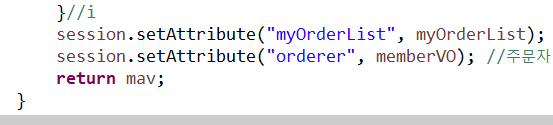 }//i
session.setAttribute("myOrderList", myOrderList);
session.setAttribute("orderer", memberVO); //주문자
return mav;
}